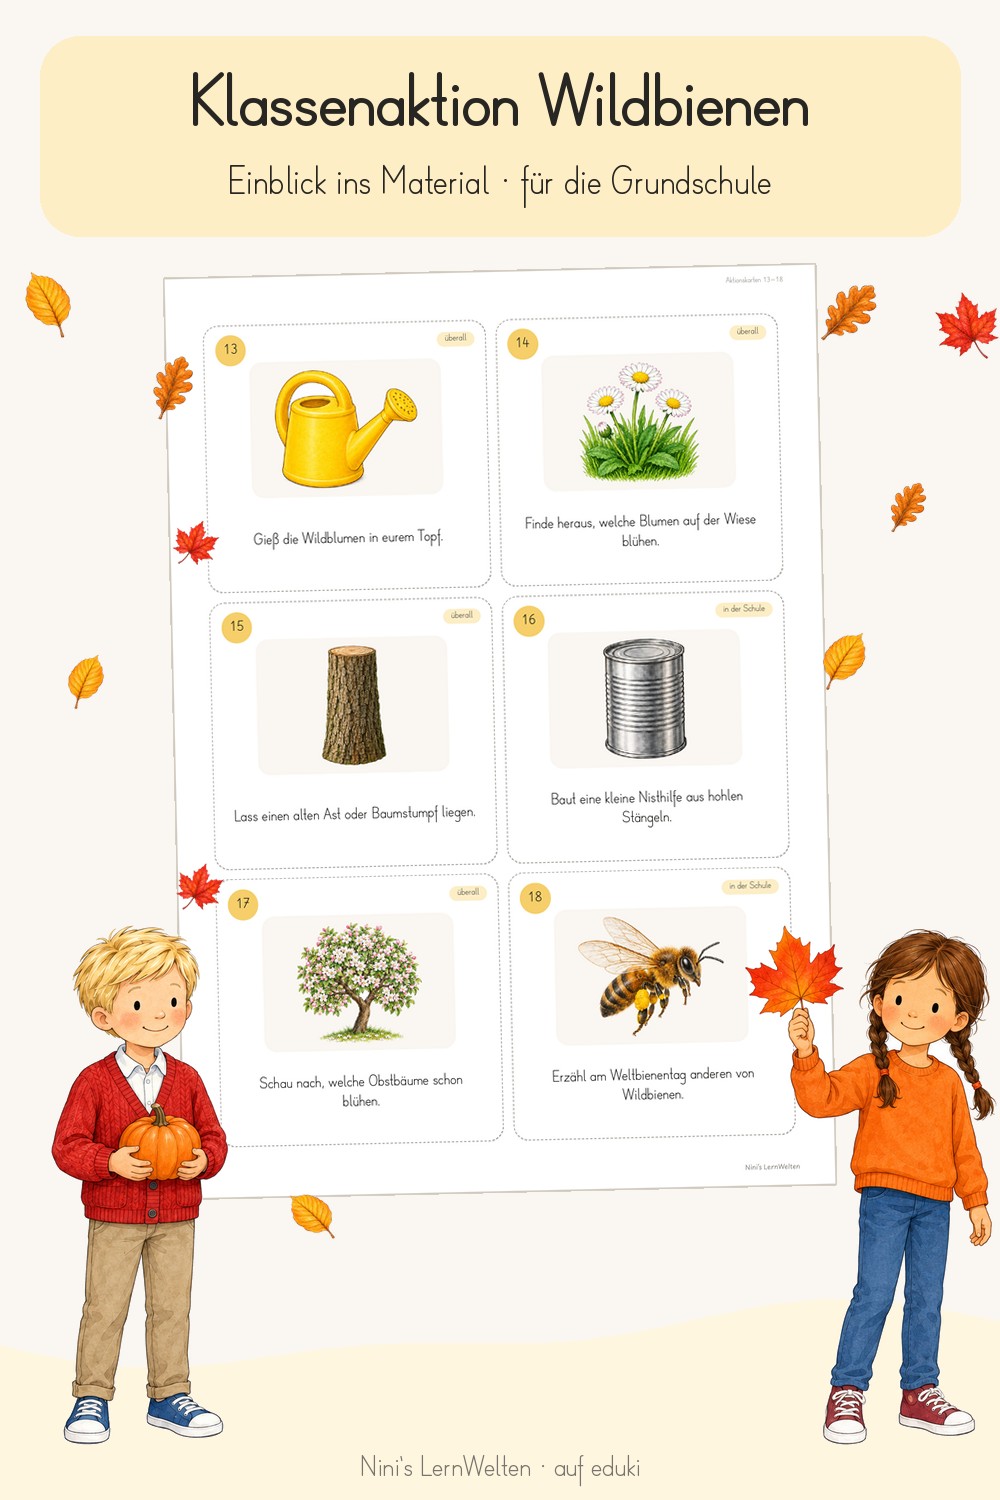 Klassenaktion Wildbienen
Einblick ins Material · für die Grundschule
Aktionskarten 13–18
13
überall
Gieß die Wildblumen in eurem Topf.
14
überall
Finde heraus, welche Blumen auf der Wiese
blühen.
15
überall
Lass einen alten Ast oder Baumstumpf liegen.
16
in der Schule
Baut eine kleine Nisthilfe aus hohlen
Stängeln.
17
überall
Schau nach, welche Obstbäume schon
blühen.
18
in der Schule
Erzähl am Weltbienentag anderen von
Wildbienen.
Nini's LernWelten
Nini's LernWelten · auf eduki